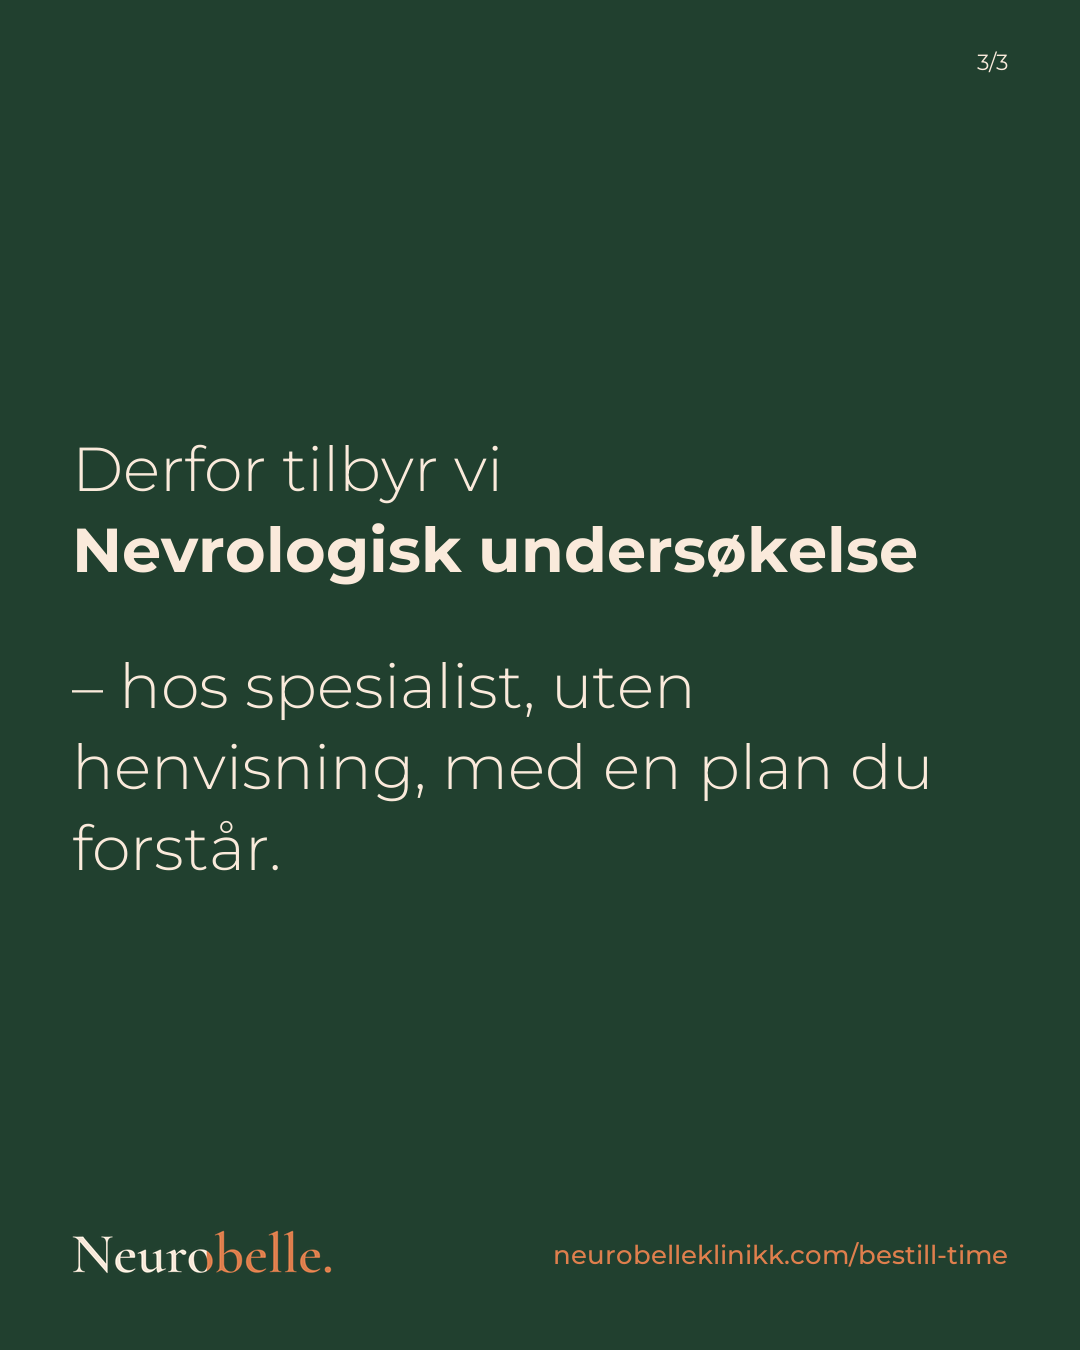 3/3
Derfor tilbyr vi
Nevrologisk undersøkelse
– hos spesialist, uten
henvisning, med en plan du
forstår.
Neurobelle.
neurobelleklinikk.com/bestill-time